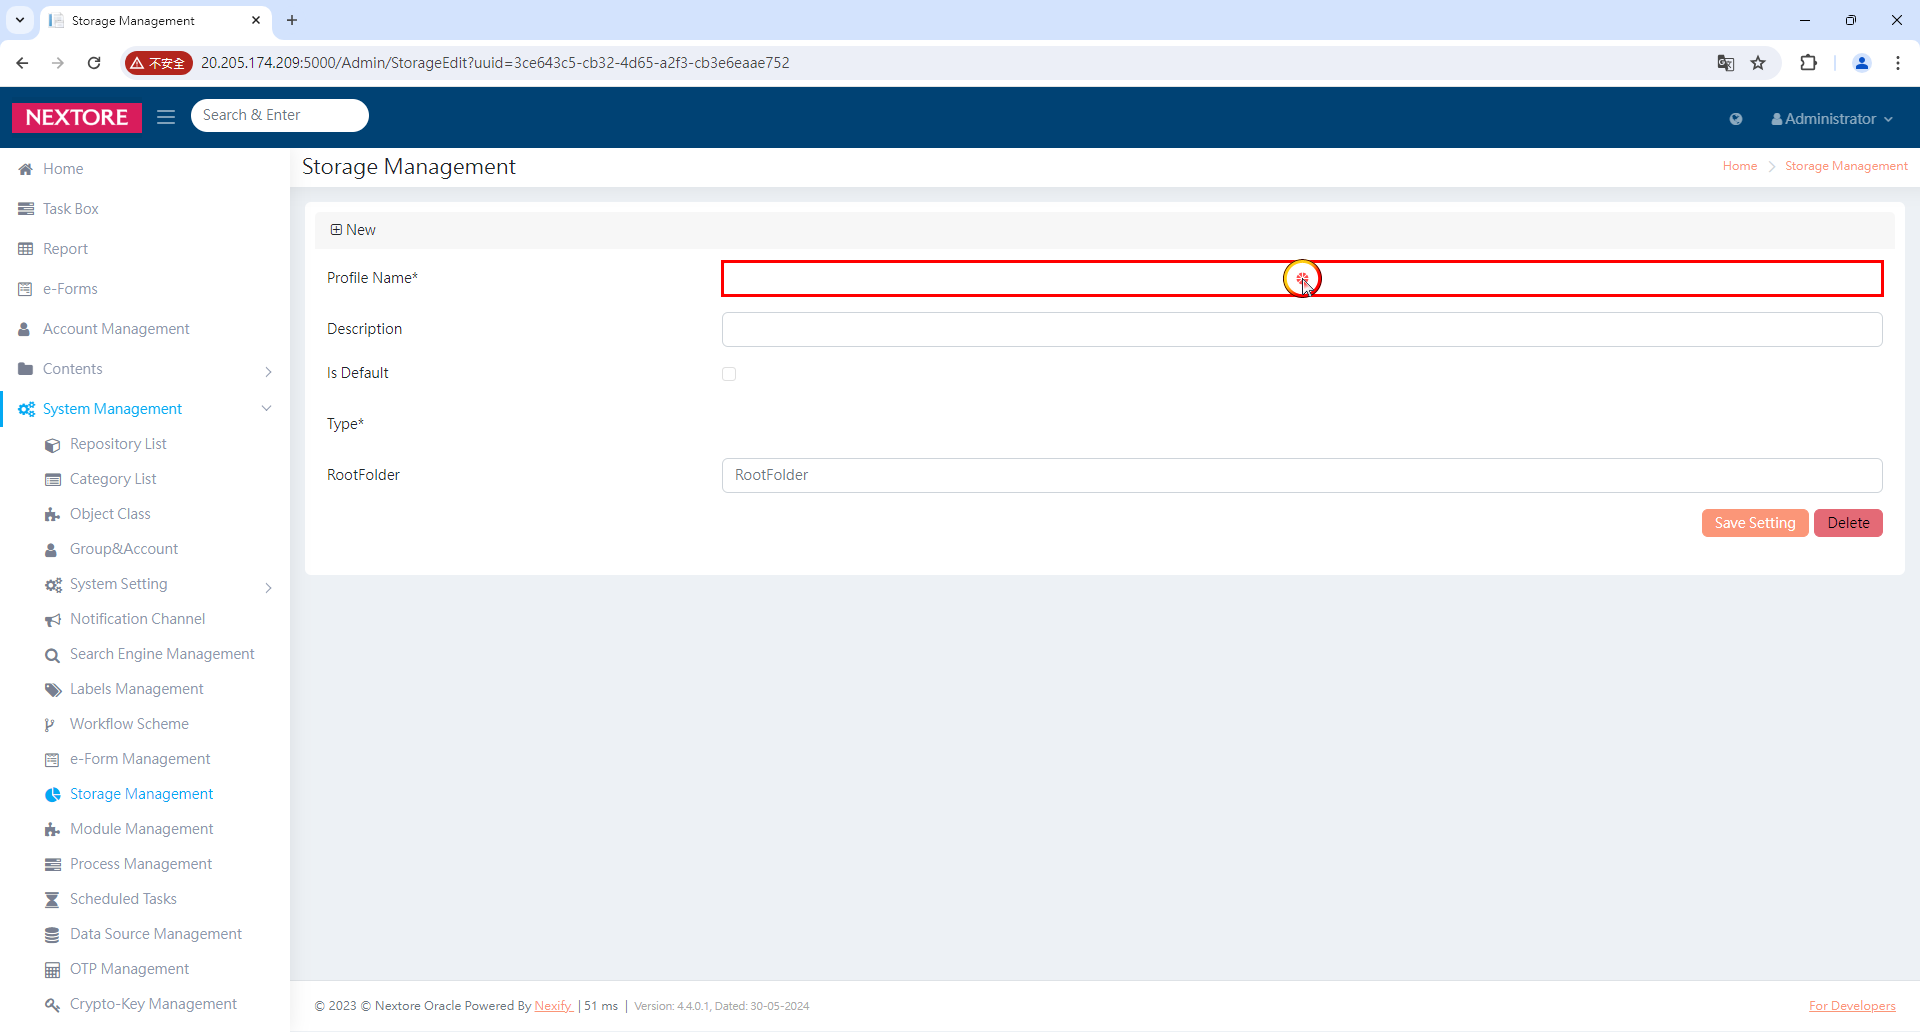 Storage Management
不安全
20.205.174.209:5000/Admin/StorageEdit?uuid=3ce643c5-cb32-4d65-a2f3-cb3e6eaae752
NEXTORE
Search & Enter
Administrator
Home
Task Box
Report
e-Forms
Account Management
Contents
System Management
Repository List
Category List
Object Class
Group&Account
System Setting
Notification Channel
Search Engine Management
Labels Management
Workflow Scheme
e-Form Management
Storage Management
Module Management
Process Management
Scheduled Tasks
Data Source Management
OTP Management
Crypto-Key Management
Storage Management
Home > Storage Management
New
Profile Name*
Description
Is Default
Type*
RootFolder
RootFolder
Save Setting
Delete
© 2023 © Nextore Oracle Powered By Nexify | 51 ms | Version: 4.4.0.1, Dated: 30-05-2024
For Developers